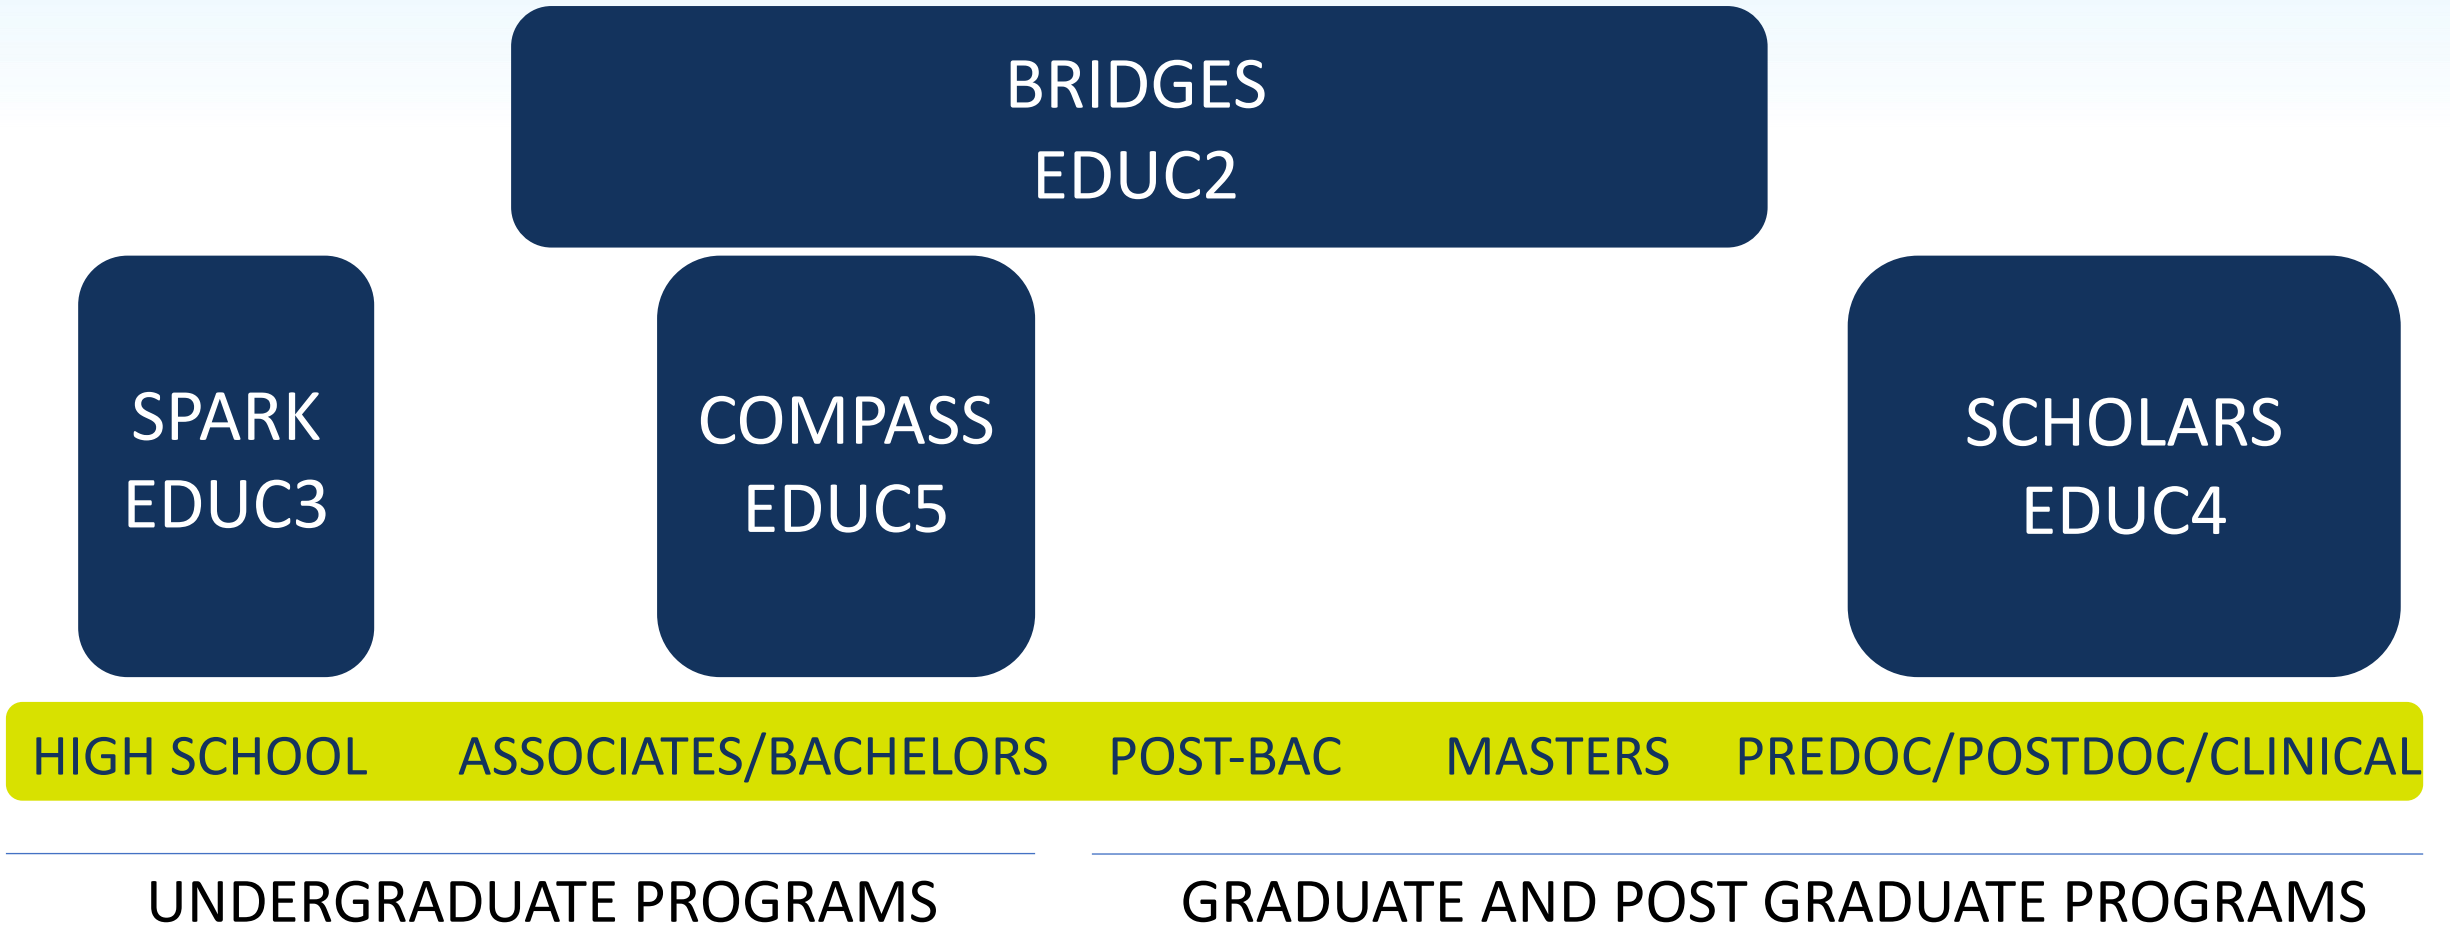 BRIDGES
EDUC2
SPARK
EDUC3
COMPASS
EDUC5
SCHOLARS
EDUC4
HIGH SCHOOL ASSOCIATES/BACHELORS POST-BAC MASTERS PREDOC/POSTDOC/CLINICAL
UNDERGRADUATE PROGRAMS GRADUATE AND POST GRADUATE PROGRAMS